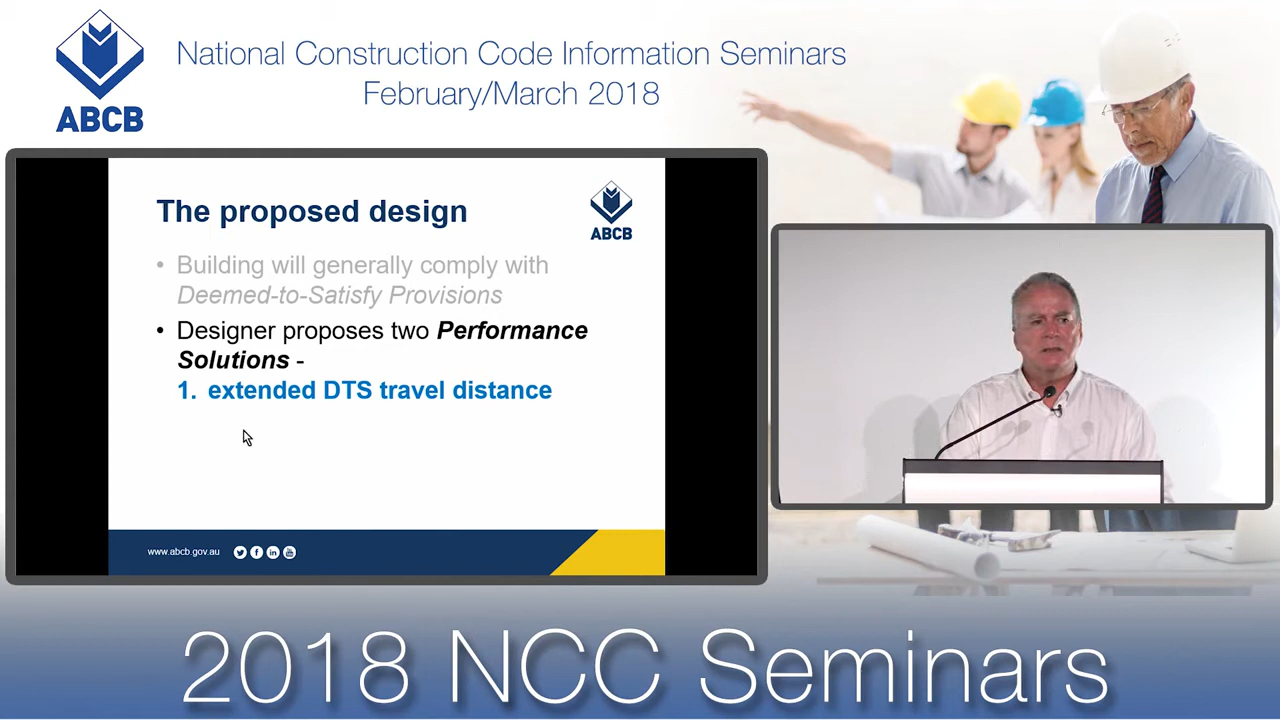 ABCB
National Construction Code Information Seminars
February/March 2018
The proposed design
ABCB
• Building will generally comply with
Deemed-to-Satisfy Provisions
• Designer proposes two Performance
Solutions -
1. extended DTS travel distance
www.abcb.gov.au
2018 NCC Seminars